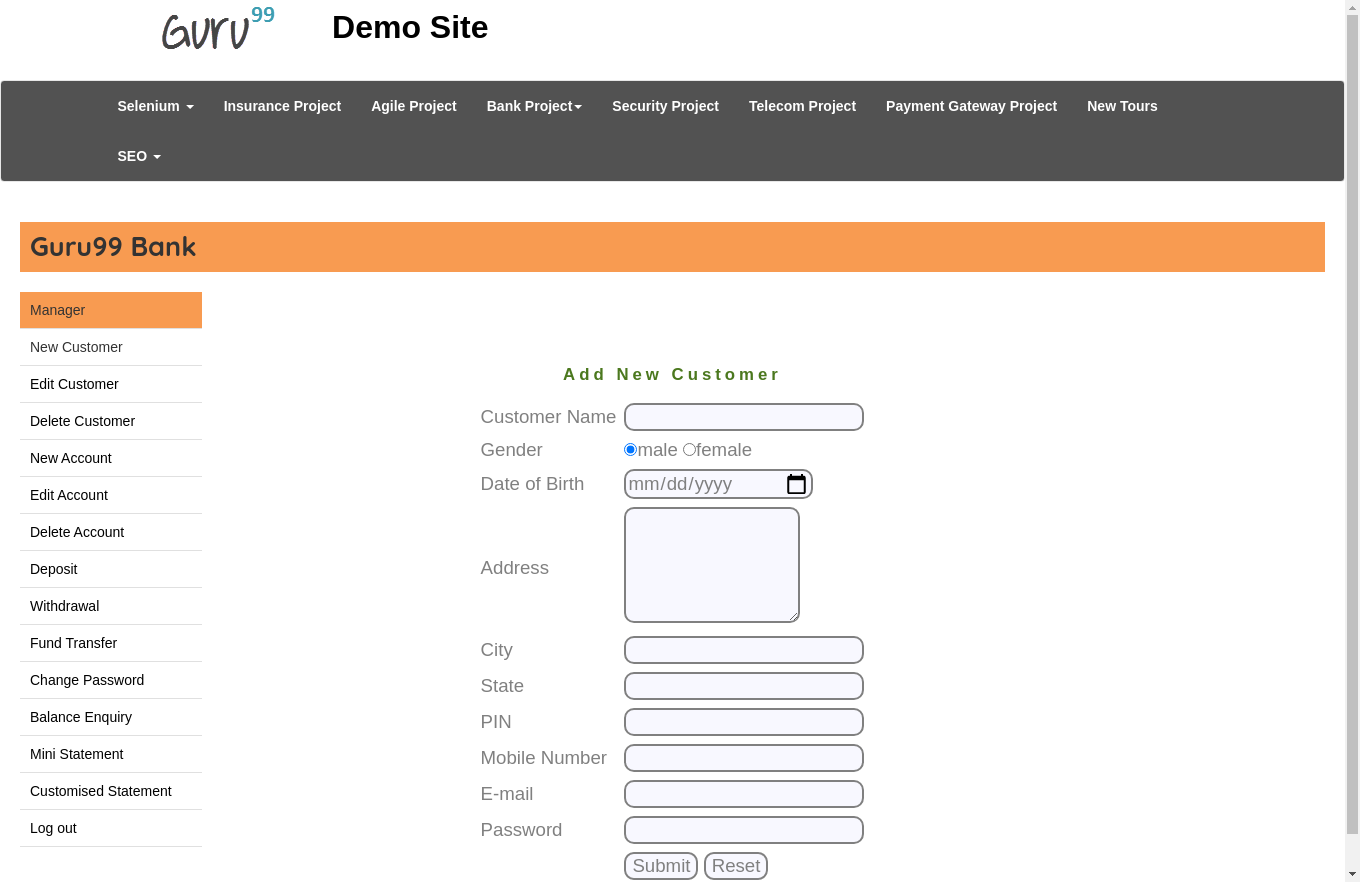 Guru99 Demo Site
Selenium Insurance Project Agile Project Bank Project Security Project Telecom Project Payment Gateway Project New Tours
SEO
Guru99 Bank
Manager
New Customer
Edit Customer
Delete Customer
New Account
Edit Account
Delete Account
Deposit
Withdrawal
Fund Transfer
Change Password
Balance Enquiry
Mini Statement
Customised Statement
Log out
Add New Customer
Customer Name
Gender male female
Date of Birth mm/dd/yyyy
Address
City
State
PIN
Mobile Number
E-mail
Password
Submit Reset